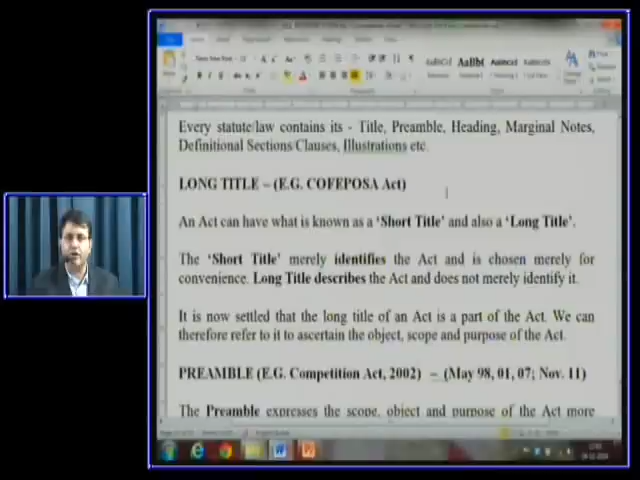 Every statute/law contains its - Title, Preamble, Heading, Marginal Notes,
Definitional Sections Clauses, Illustrations etc.
LONG TITLE – (E.G. COFEPOSA Act)
An Act can have what is known as a 'Short Title' and also a 'Long Title'.
The 'Short Title' merely identifies the Act and is chosen merely for
convenience. Long Title describes the Act and does not merely identify it.
It is now settled that the long title of an Act is a part of the Act. We can
therefore refer to it to ascertain the object, scope and purpose of the Act.
PREAMBLE (E.G. Competition Act, 2002) – (May 98, 01, 07; Nov. 11)
The Preamble expresses the scope, object and purpose of the Act more